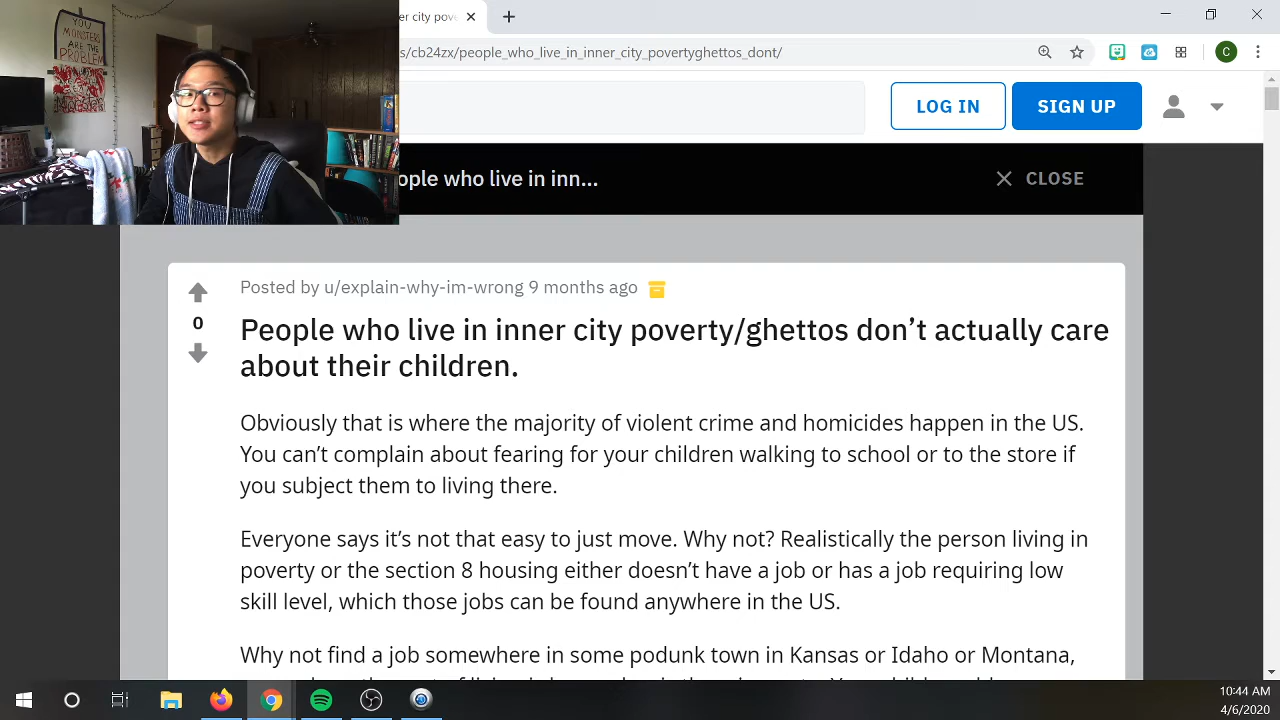 YOU
MONSTERS
ARE THE
PROBLEM
er city pove
s/cb24zx/people_who_live_in_inner_city_povertyghettos_dont/
C
LOG IN
SIGN UP
ople who live in inn...
CLOSE
Posted by u/explain-why-im-wrong 9 months ago
0
People who live in inner city poverty/ghettos don’t actually care
about their children.
Obviously that is where the majority of violent crime and homicides happen in the US.
You can’t complain about fearing for your children walking to school or to the store if
you subject them to living there.
Everyone says it’s not that easy to just move. Why not? Realistically the person living in
poverty or the section 8 housing either doesn’t have a job or has a job requiring low
skill level, which those jobs can be found anywhere in the US.
Why not find a job somewhere in some podunk town in Kansas or Idaho or Montana,
10:44 AM
4/6/2020